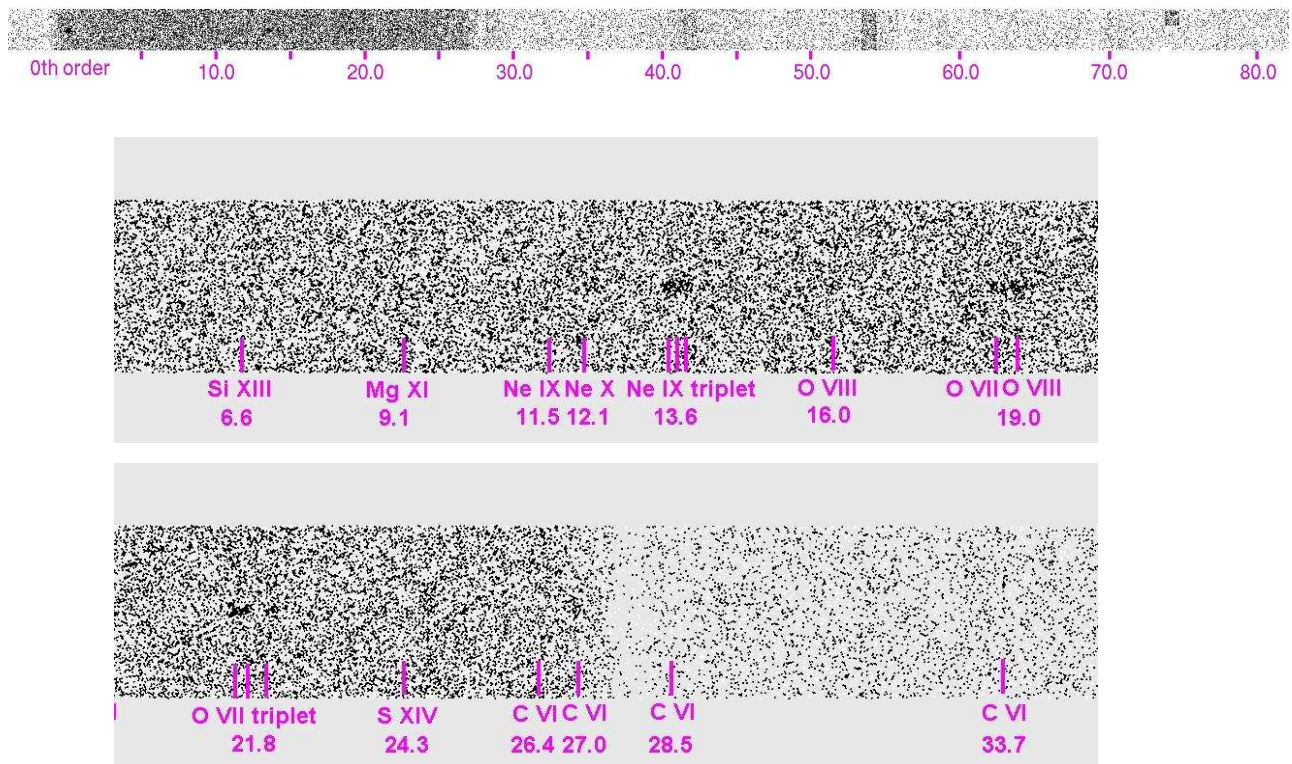 0th order 10.0 20.0 30.0 40.0 50.0 60.0 70.0 80.0
Si XIII Mg XI Ne IX Ne X Ne IX triplet O VIII O VII O VIII
6.6 9.1 11.5 12.1 13.6 16.0 19.0
O VII triplet S XIV C VI C VI C VI C VI
21.8 24.3 26.4 27.0 28.5 33.7